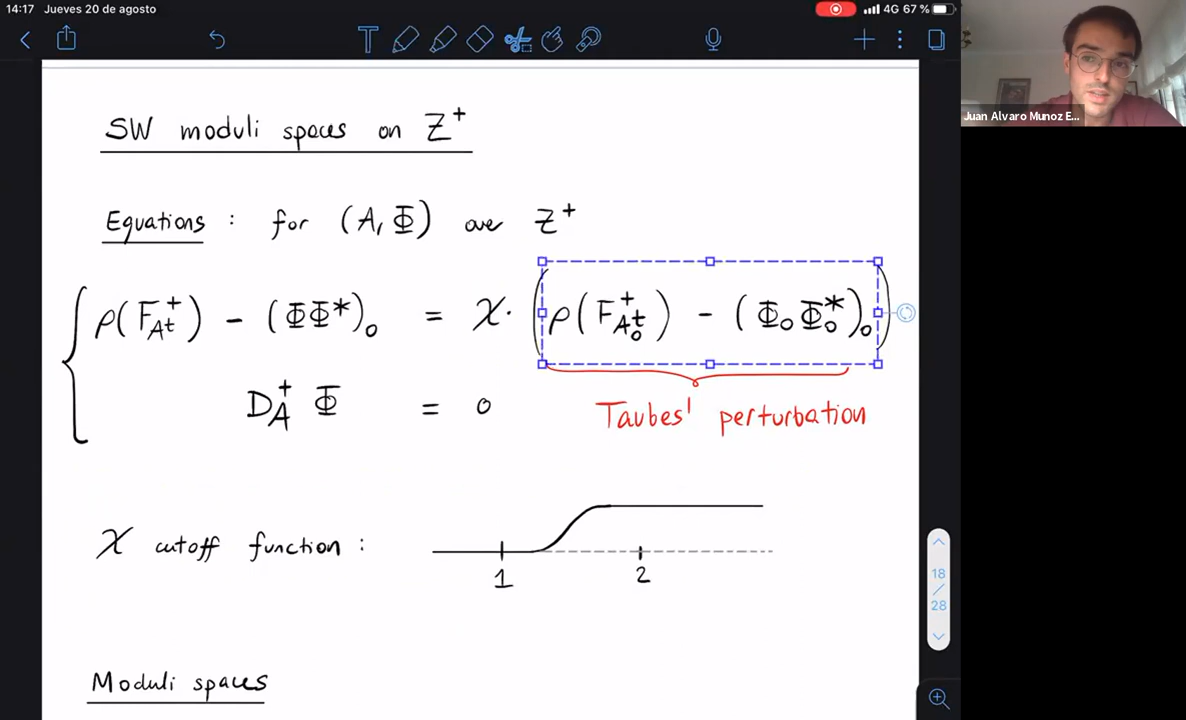 14:17 Jueves 20 de agosto
4G 67 %
Juan Alvaro Munoz E...
SW moduli spaces on Z⁺
Equations : for (A, Φ) over Z⁺
ρ(F⁺_{Aᵗ}) - (ΦΦ*)₀ = χ · (ρ(F⁺_{A₀ᵗ}) - (Φ₀Φ₀*)₀)
D⁺_A Φ = 0
Taubes' perturbation
χ cutoff function :
1 2
18
/
28
Moduli spaces